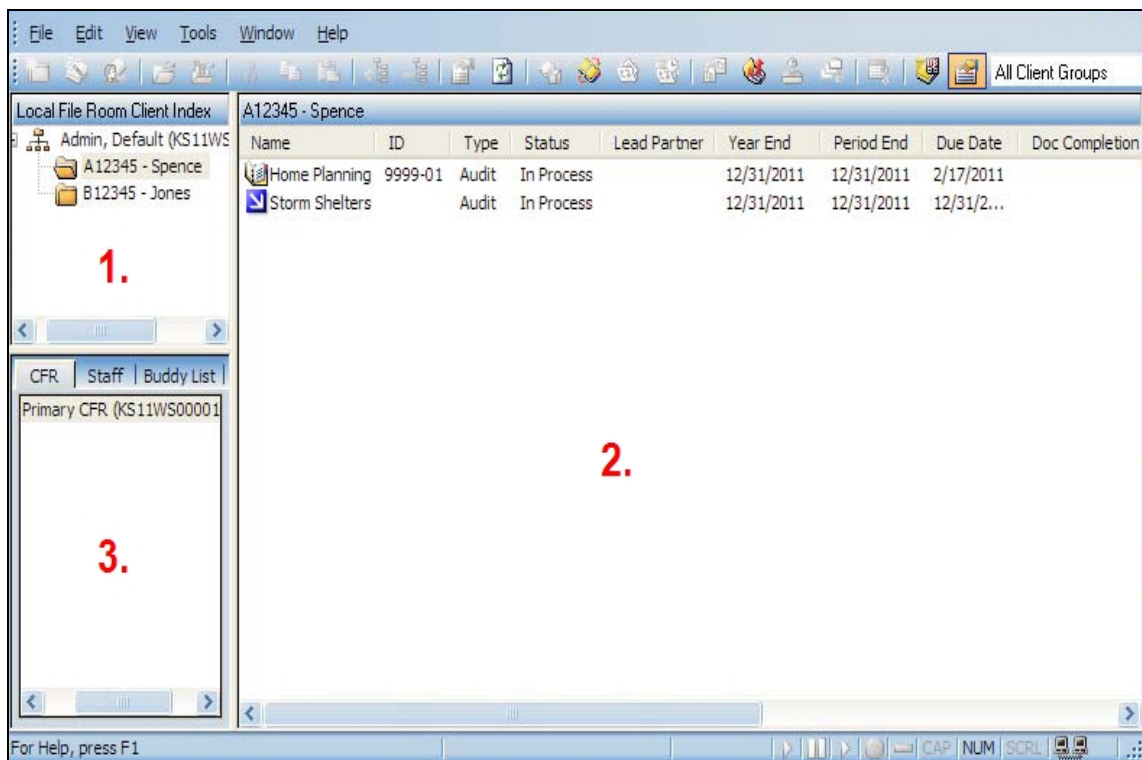 File Edit View Tools Window Help
All Client Groups
Local File Room Client Index
Admin, Default (KS11WS
A12345 - Spence
B12345 - Jones
1.
A12345 - Spence
Name ID Type Status Lead Partner Year End Period End Due Date Doc Completion
Home Planning 9999-01 Audit In Process 12/31/2011 12/31/2011 2/17/2011
Storm Shelters Audit In Process 12/31/2011 12/31/2011 12/31/2...
2.
CFR Staff Buddy List
Primary CFR (KS11WS00001
3.
For Help, press F1
CAP NUM SCRL